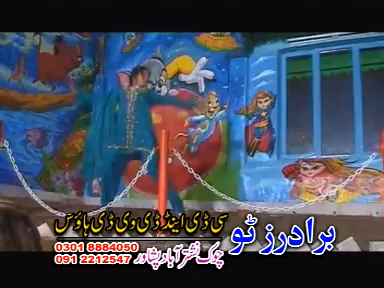 برادرز ٹو
سی ڈی اینڈ ڈی وی ڈی ہاؤس
چوک نشتر آباد پشاور
0301 8884050
091 2212547